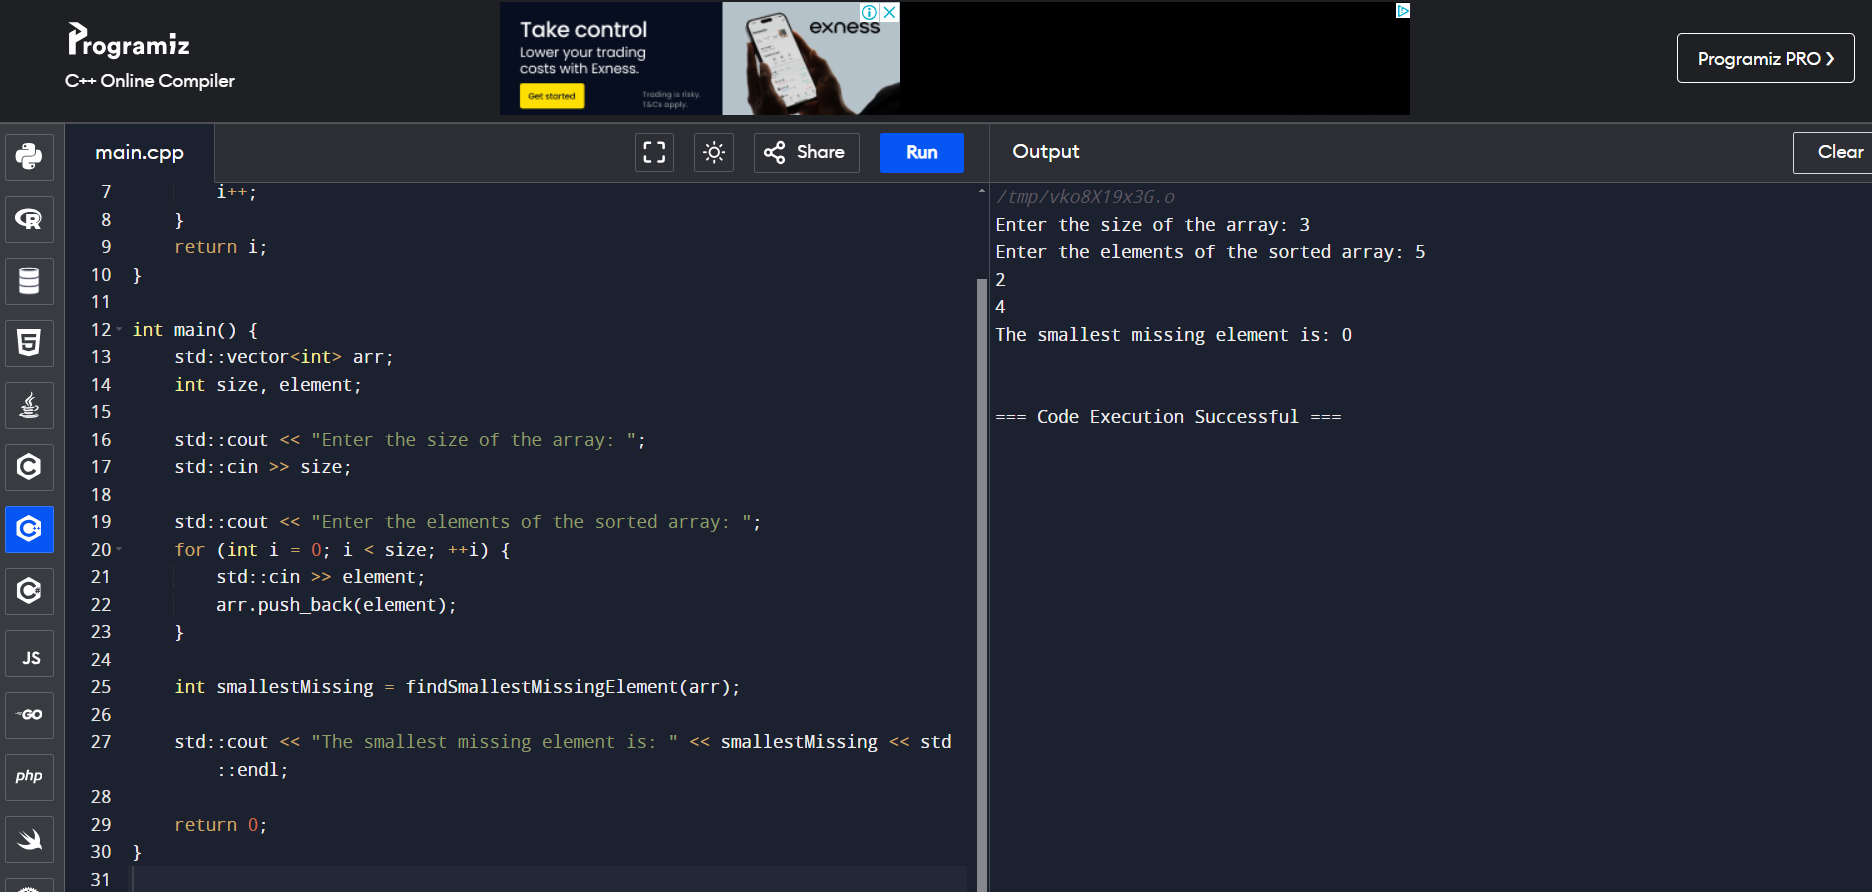 Programiz
C++ Online Compiler
Take control
Lower your trading
costs with Exness.
Get started
Trading is risky.
T&Cs apply.
exness
Programiz PRO ❯
main.cpp
Share
Run
Output
Clear
7 i++;
8 }
9 return i;
10 }
11
12 int main() {
13 std::vector<int> arr;
14 int size, element;
15
16 std::cout << "Enter the size of the array: ";
17 std::cin >> size;
18
19 std::cout << "Enter the elements of the sorted array: ";
20 for (int i = 0; i < size; ++i) {
21 std::cin >> element;
22 arr.push_back(element);
23 }
24
25 int smallestMissing = findSmallestMissingElement(arr);
26
27 std::cout << "The smallest missing element is: " << smallestMissing << std
::endl;
28
29 return 0;
30 }
31
/tmp/vko8X19x3G.o
Enter the size of the array: 3
Enter the elements of the sorted array: 5
2
4
The smallest missing element is: 0
=== Code Execution Successful ===
R
5
C
C++
C#
JS
GO
php